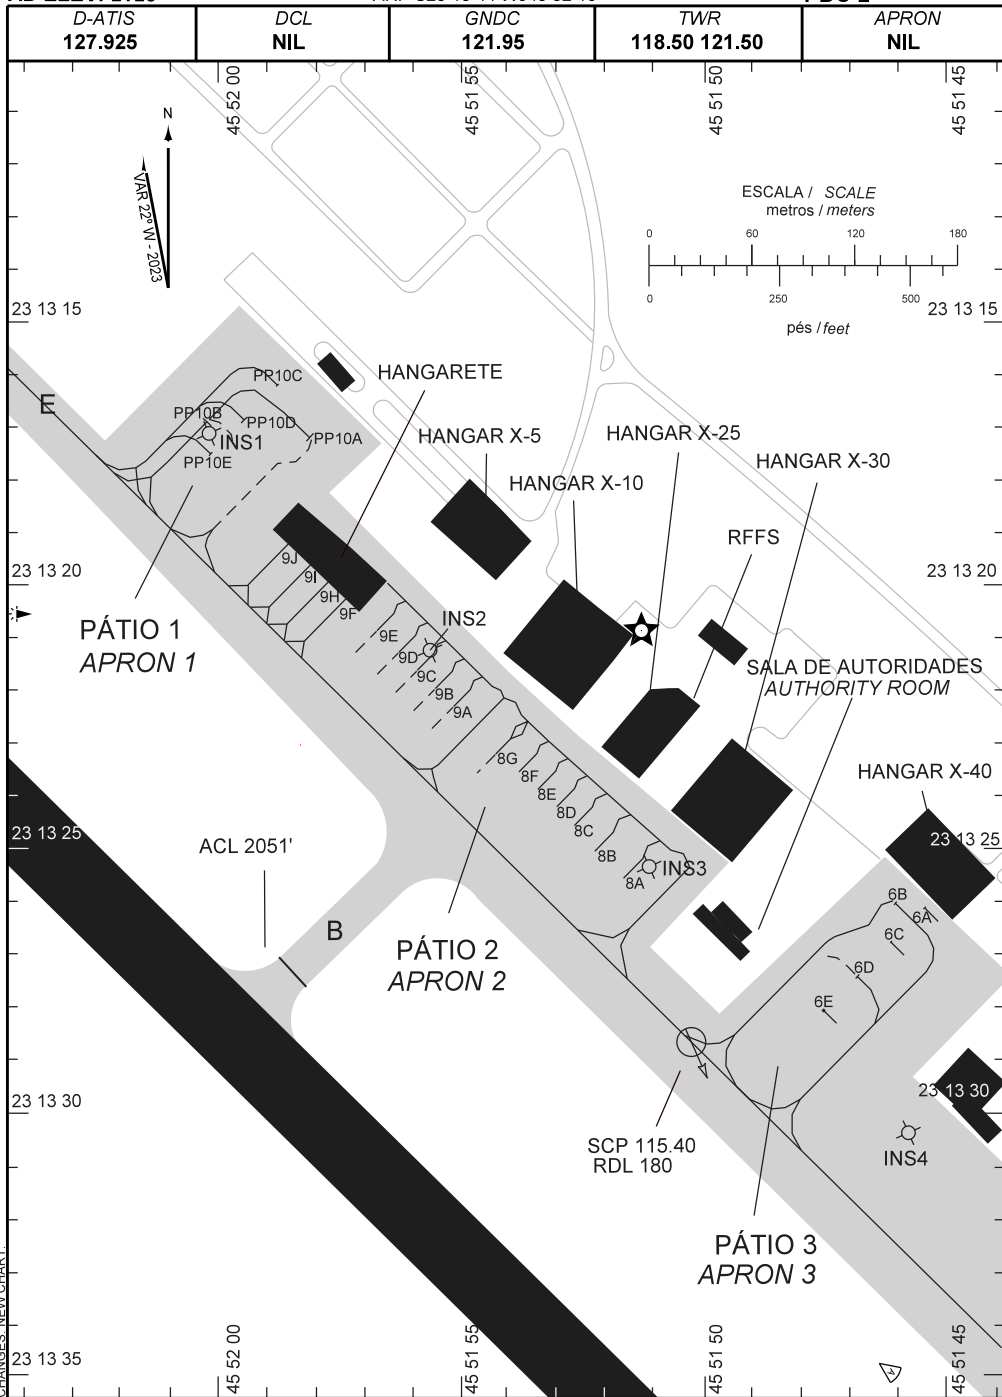 D-ATIS
127.925
DCL
NIL
GNDC
121.95
TWR
118.50 121.50
APRON
NIL
45 52 00
45 51 55
45 51 50
45 51 45
N
VAR 22° W - 2023
ESCALA / SCALE
metros / meters
0 60 120 180
0 250 500
pés / feet
23 13 15
23 13 15
E
PP10C
PP10B
PP10D
PP10A
INS1
PP10E
HANGARETE
HANGAR X-5
HANGAR X-25
HANGAR X-10
HANGAR X-30
RFFS
23 13 20
23 13 20
9J
9I
9H
9F
9E
9D
9C
9B
9A
INS2
PÁTIO 1
APRON 1
SALA DE AUTORIDADES
AUTHORITY ROOM
8G
8F
8E
8D
8C
8B
8A
INS3
HANGAR X-40
23 13 25
23 13 25
ACL 2051'
B
PÁTIO 2
APRON 2
6B
6A
6C
6D
6E
23 13 30
23 13 30
SCP 115.40
RDL 180
INS4
PÁTIO 3
APRON 3
23 13 35
45 52 00
45 51 55
45 51 50
45 51 45
A
CHANGES: NEW CHART.